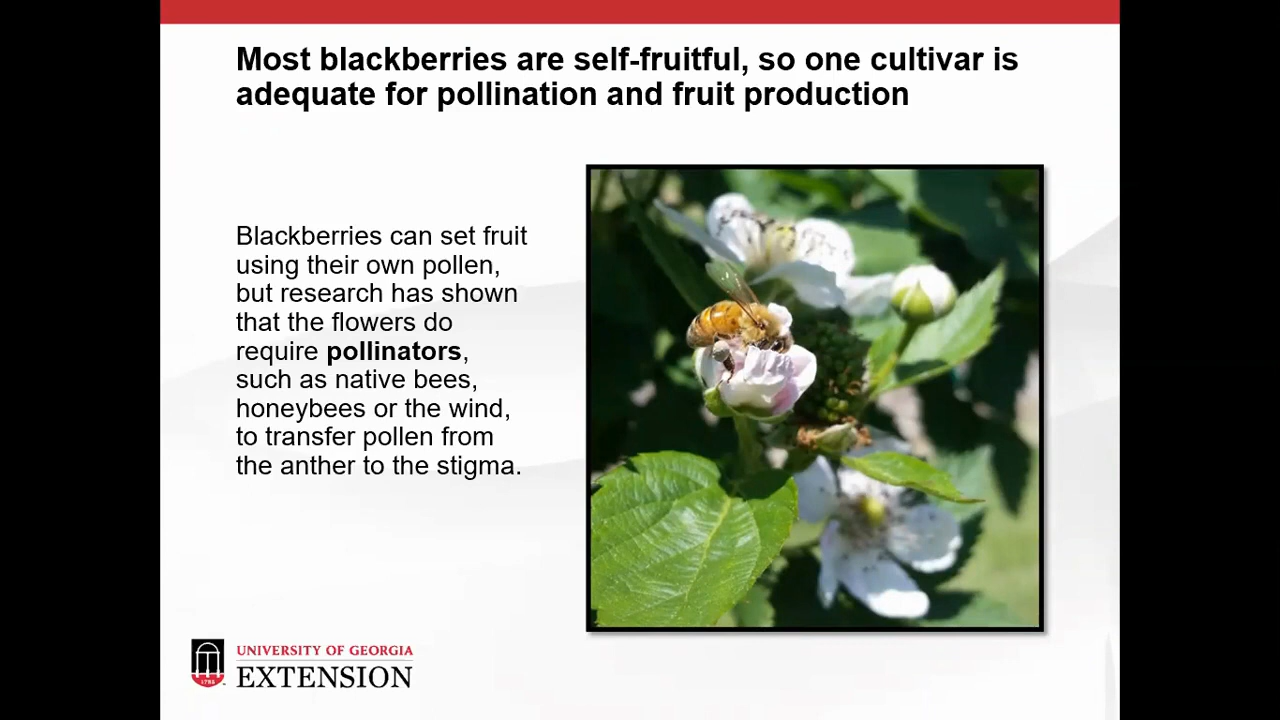 Most blackberries are self-fruitful, so one cultivar is
adequate for pollination and fruit production
Blackberries can set fruit
using their own pollen,
but research has shown
that the flowers do
require pollinators,
such as native bees,
honeybees or the wind,
to transfer pollen from
the anther to the stigma.
1785
UNIVERSITY OF GEORGIA
EXTENSION